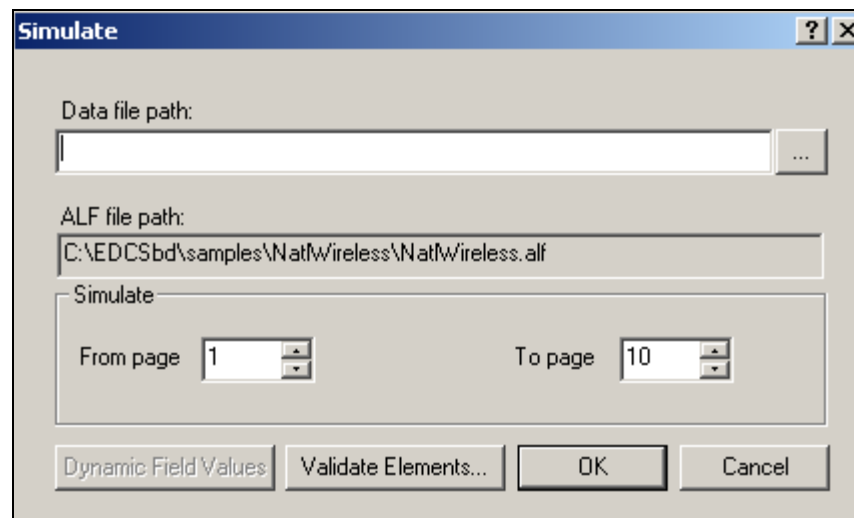 Simulate
Data file path:
...
ALF file path:
C:\EDCSbd\samples\NatlWireless\NatlWireless.alf
Simulate
From page 1 To page 10
Dynamic Field Values Validate Elements... OK Cancel